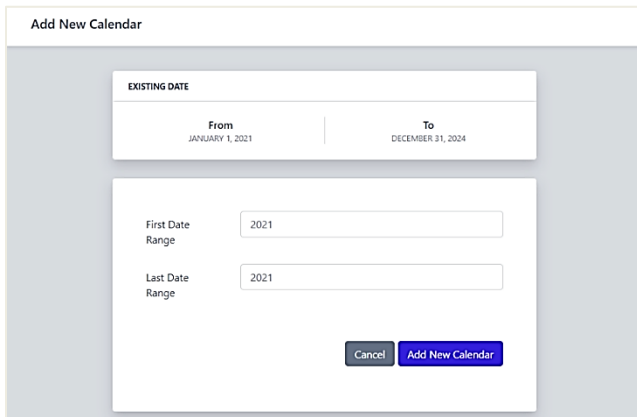 Add New Calendar
EXISTING DATE
From To
JANUARY 1, 2021 DECEMBER 31, 2024
First Date 2021
Range
Last Date 2021
Range
Cancel Add New Calendar